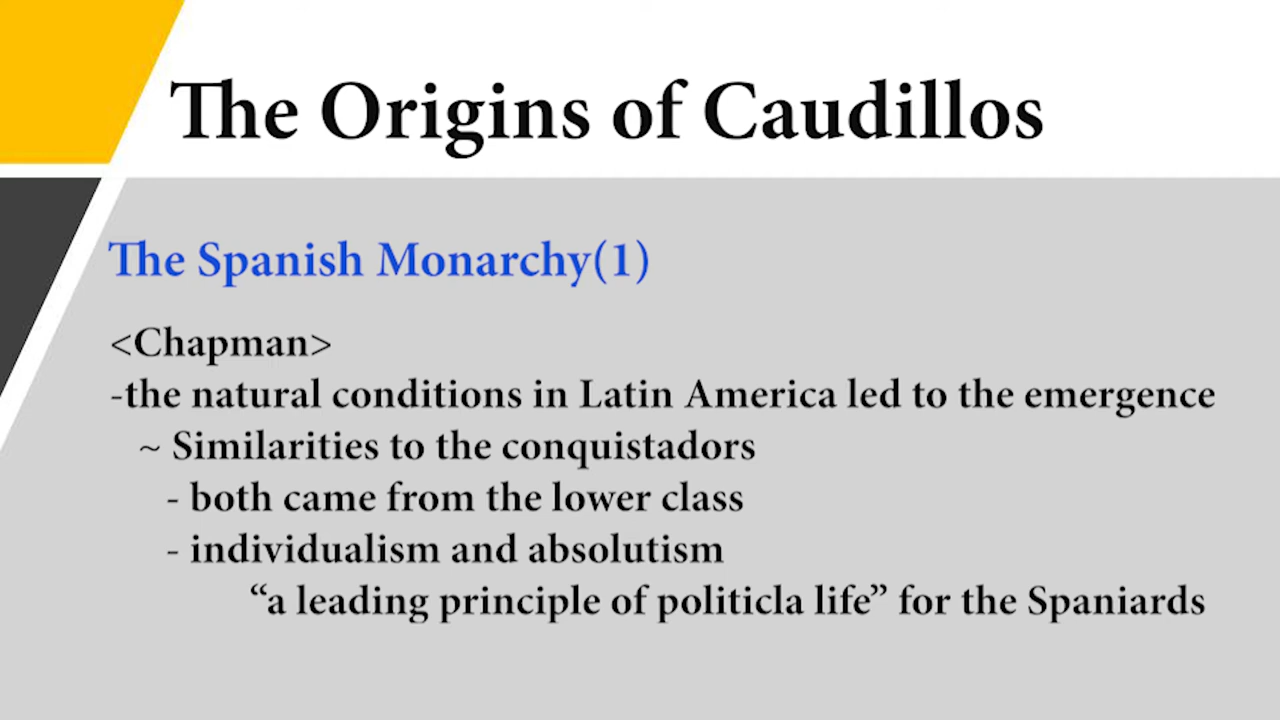 The Origins of Caudillos
The Spanish Monarchy(1)
<Chapman>
-the natural conditions in Latin America led to the emergence
~ Similarities to the conquistadors
- both came from the lower class
- individualism and absolutism
“a leading principle of politicla life” for the Spaniards